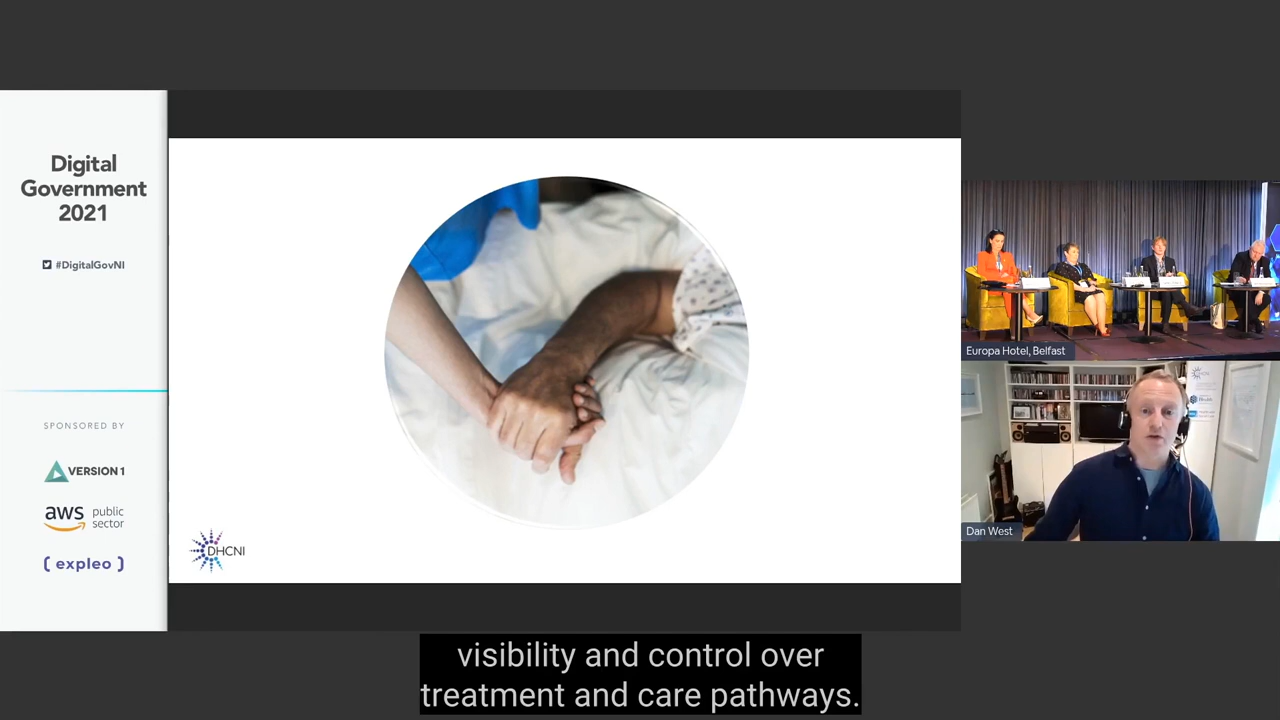 Digital
Government
2021
#DigitalGovNI
SPONSORED BY
VERSION 1
aws public
sector
{ expleo }
DHCNI
Europa Hotel, Belfast
Dan West
visibility and control over
treatment and care pathways.